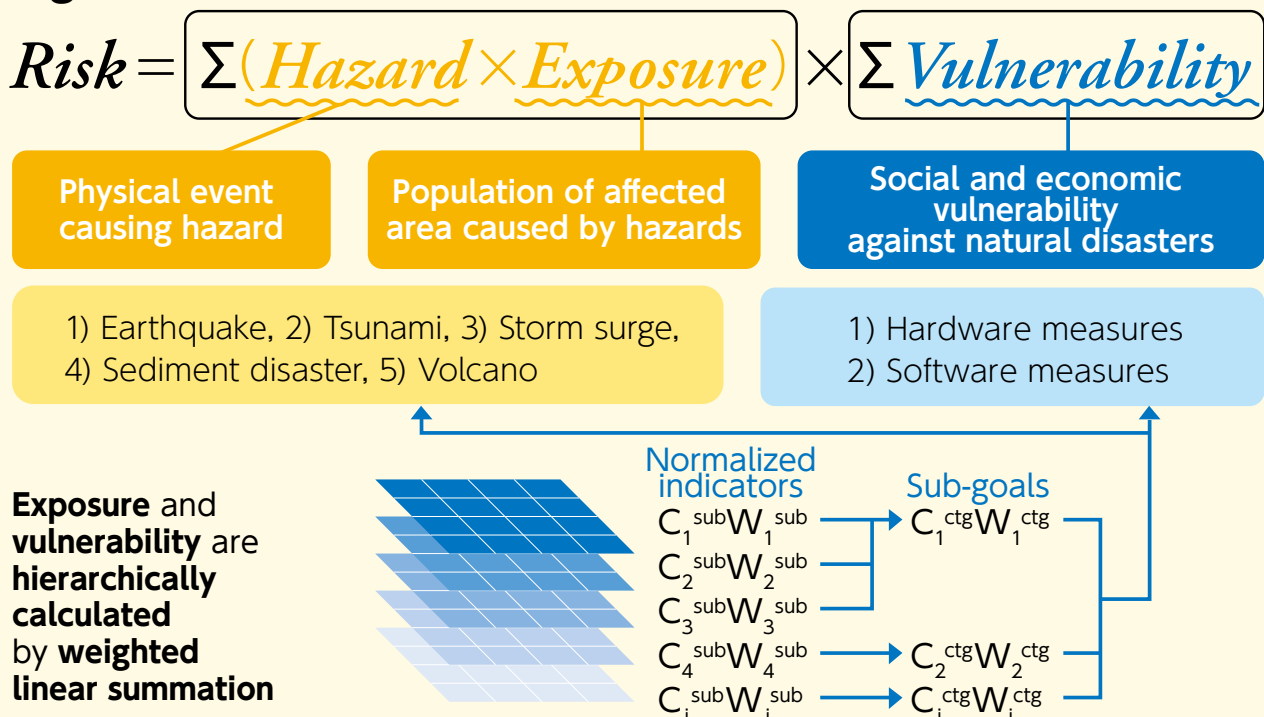 Risk = Σ(Hazard × Exposure) × Σ Vulnerability
Physical event
causing hazard
Population of affected
area caused by hazards
Social and economic
vulnerability
against natural disasters
1) Earthquake, 2) Tsunami, 3) Storm surge,
4) Sediment disaster, 5) Volcano
1) Hardware measures
2) Software measures
Exposure and
vulnerability are
hierarchically
calculated
by weighted
linear summation
Normalized
indicators
C₁ˢᵘᵇW₁ˢᵘᵇ
C₂ˢᵘᵇW₂ˢᵘᵇ
C₃ˢᵘᵇW₃ˢᵘᵇ
C₄ˢᵘᵇW₄ˢᵘᵇ
CᵢˢᵘᵇWᵢˢᵘᵇ
Sub-goals
C₁ᶜᵗᵍW₁ᶜᵗᵍ
C₂ᶜᵗᵍW₂ᶜᵗᵍ
CᵢᶜᵗᵍWᵢᶜᵗᵍ